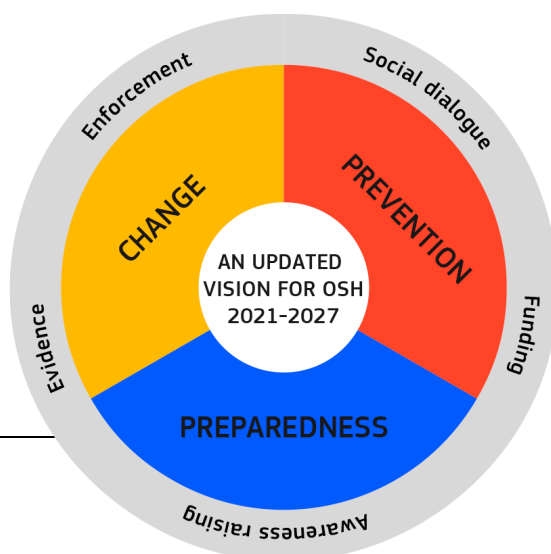 Enforcement
Social dialogue
CHANGE
PREVENTION
AN UPDATED
VISION FOR OSH
2021-2027
Evidence
Funding
PREPAREDNESS
Awareness raising